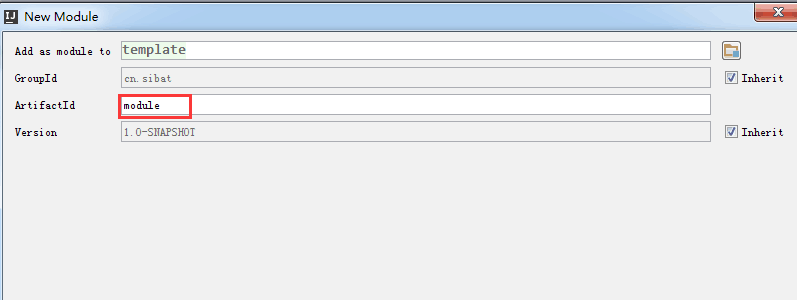 IJ New Module
Add as module to template
GroupId cn.sibat Inherit
ArtifactId module
Version 1.0-SNAPSHOT Inherit